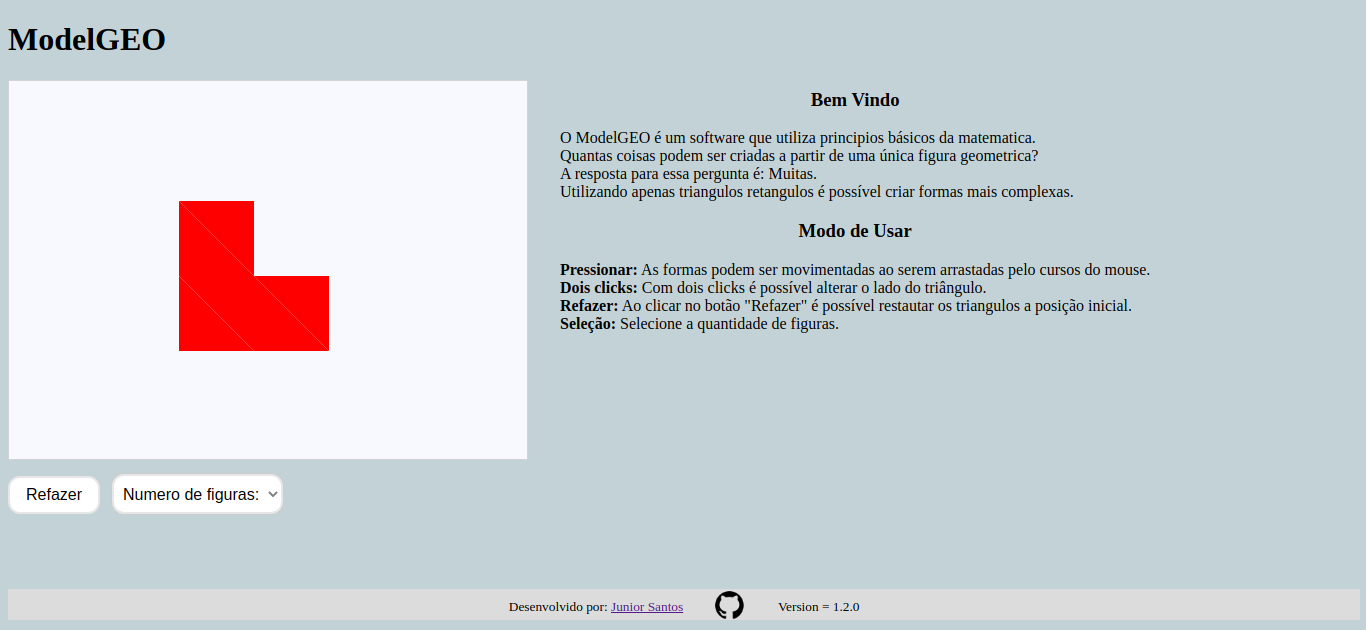 ModelGEO
Bem Vindo
O ModelGEO é um software que utiliza principios básicos da matematica.
Quantas coisas podem ser criadas a partir de uma única figura geometrica?
A resposta para essa pergunta é: Muitas.
Utilizando apenas triangulos retangulos é possível criar formas mais complexas.
Modo de Usar
Pressionar: As formas podem ser movimentadas ao serem arrastadas pelo cursos do mouse.
Dois clicks: Com dois clicks é possível alterar o lado do triângulo.
Refazer: Ao clicar no botão "Refazer" é possível restautar os triangulos a posição inicial.
Seleção: Selecione a quantidade de figuras.
Refazer
Numero de figuras:
Desenvolvido por: Junior Santos
Version = 1.2.0